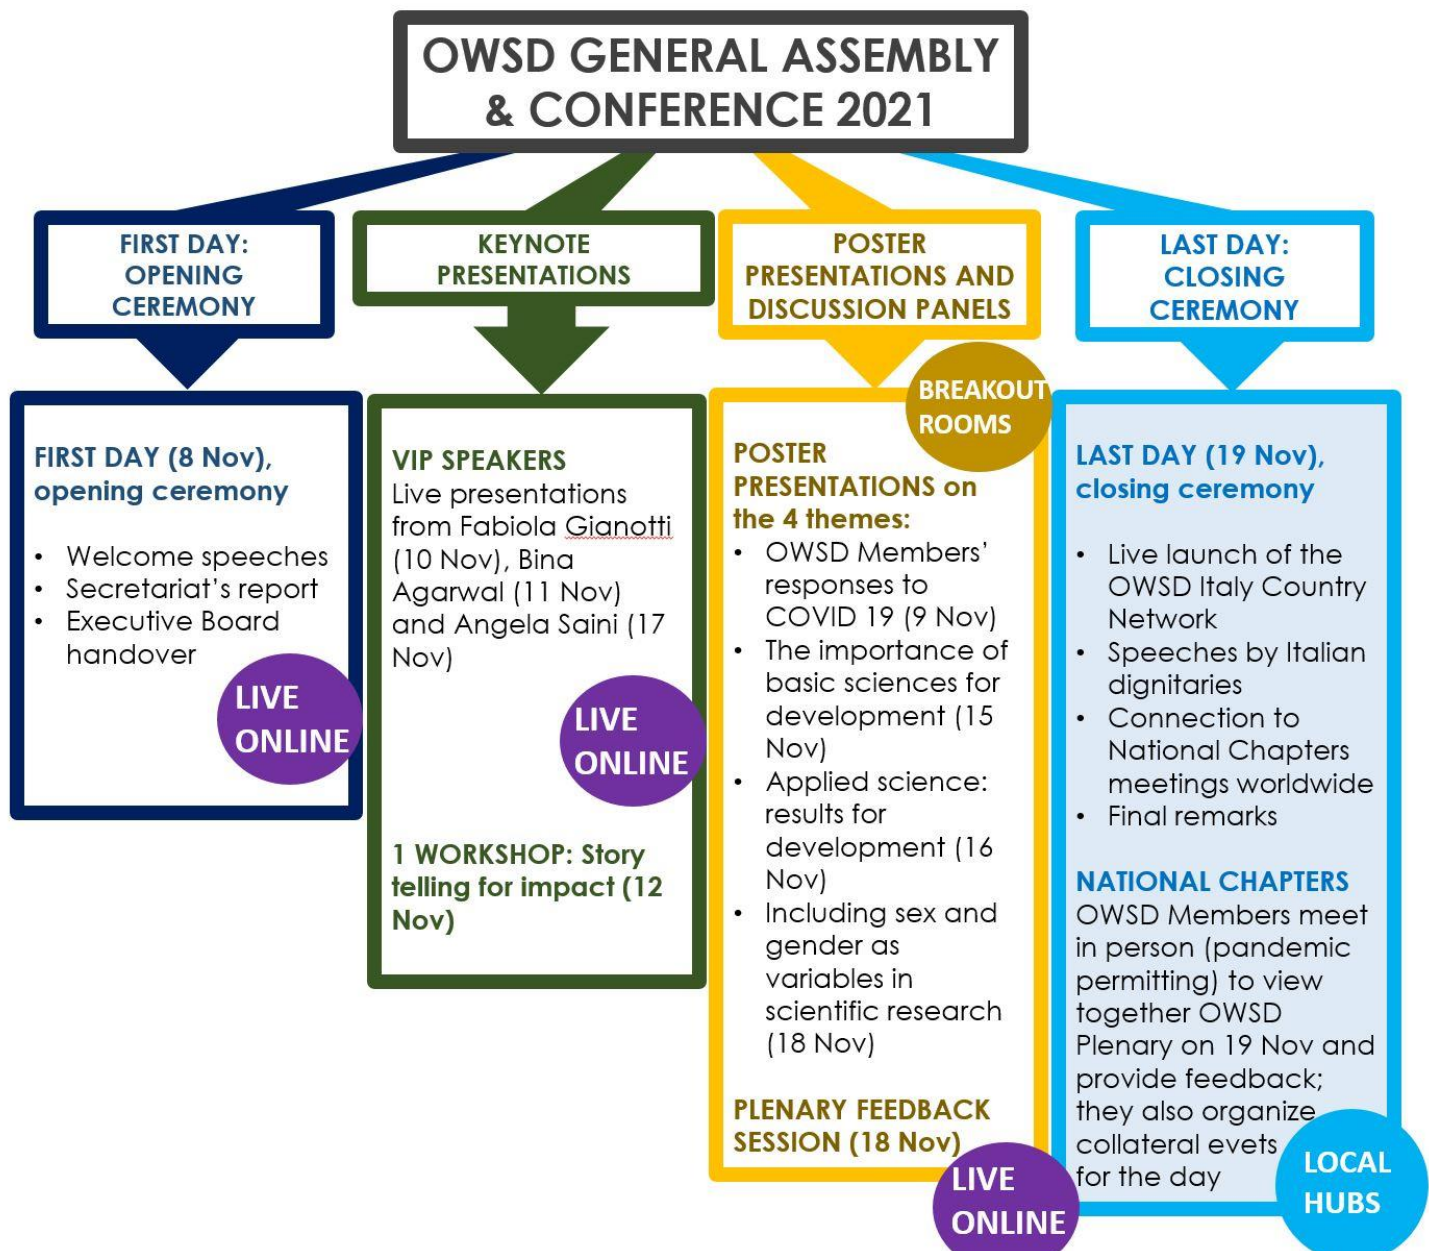 OWSD GENERAL ASSEMBLY
& CONFERENCE 2021
FIRST DAY:
OPENING
CEREMONY
KEYNOTE
PRESENTATIONS
POSTER
PRESENTATIONS AND
DISCUSSION PANELS
LAST DAY:
CLOSING
CEREMONY
FIRST DAY (8 Nov),
opening ceremony
• Welcome speeches
• Secretariat's report
• Executive Board
handover
LIVE
ONLINE
VIP SPEAKERS
Live presentations
from Fabiola Gianotti
(10 Nov), Bina
Agarwal (11 Nov)
and Angela Saini (17
Nov)
LIVE
ONLINE
1 WORKSHOP: Story
telling for impact (12
Nov)
BREAKOUT
ROOMS
POSTER
PRESENTATIONS on
the 4 themes:
• OWSD Members'
responses to
COVID 19 (9 Nov)
• The importance of
basic sciences for
development (15
Nov)
• Applied science:
results for
development (16
Nov)
• Including sex and
gender as
variables in
scientific research
(18 Nov)
PLENARY FEEDBACK
SESSION (18 Nov)
LIVE
ONLINE
LAST DAY (19 Nov),
closing ceremony
• Live launch of the
OWSD Italy Country
Network
• Speeches by Italian
dignitaries
• Connection to
National Chapters
meetings worldwide
• Final remarks
NATIONAL CHAPTERS
OWSD Members meet
in person (pandemic
permitting) to view
together OWSD
Plenary on 19 Nov and
provide feedback;
they also organize
collateral evets
for the day
LOCAL
HUBS